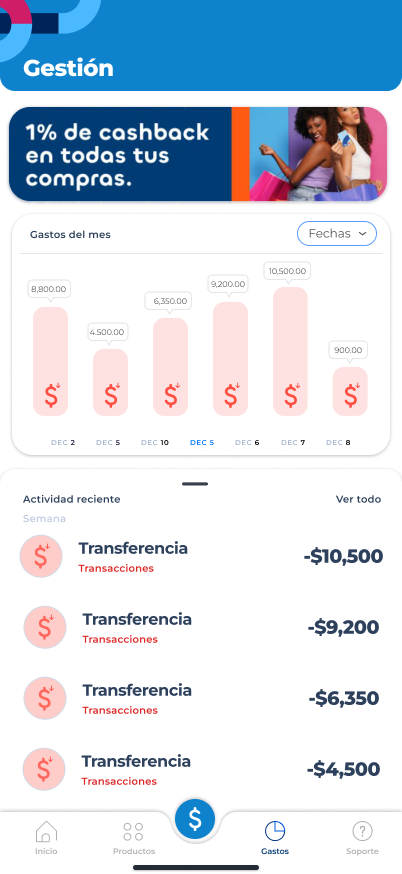 Gestión
1% de cashback
en todas tus
compras.
Gastos del mes
Fechas
8,800.00
4.500.00
6,350.00
9,200.00
10,500.00
900.00
DEC 2
DEC 5
DEC 10
DEC 5
DEC 6
DEC 7
DEC 8
Actividad reciente
Ver todo
Semana
Transferencia
-$10,500
Transacciones
Transferencia
-$9,200
Transacciones
Transferencia
-$6,350
Transacciones
Transferencia
-$4,500
Transacciones
Inicio
Productos
Gastos
Soporte